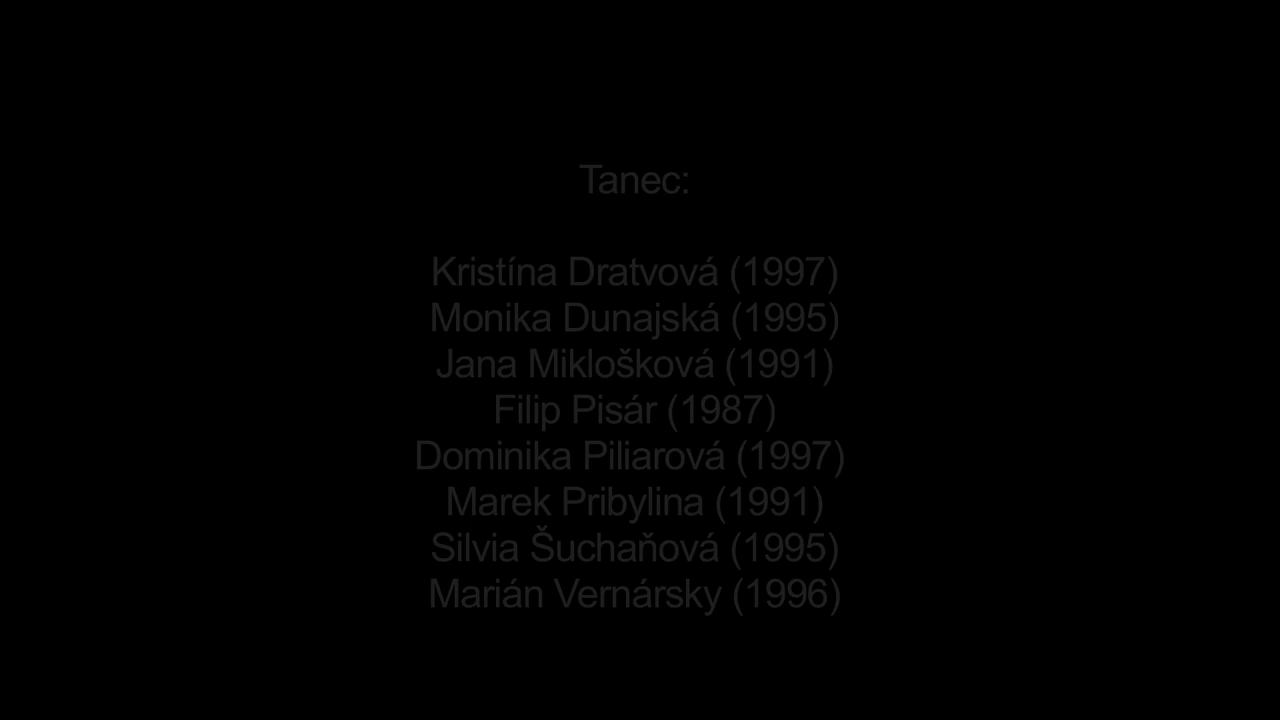 Tanec:
Kristína Dratvová (1997)
Monika Dunajská (1995)
Jana Miklošková (1991)
Filip Pisár (1987)
Dominika Piliarová (1997)
Marek Pribylina (1991)
Silvia Šuchaňová (1995)
Marián Vernársky (1996)